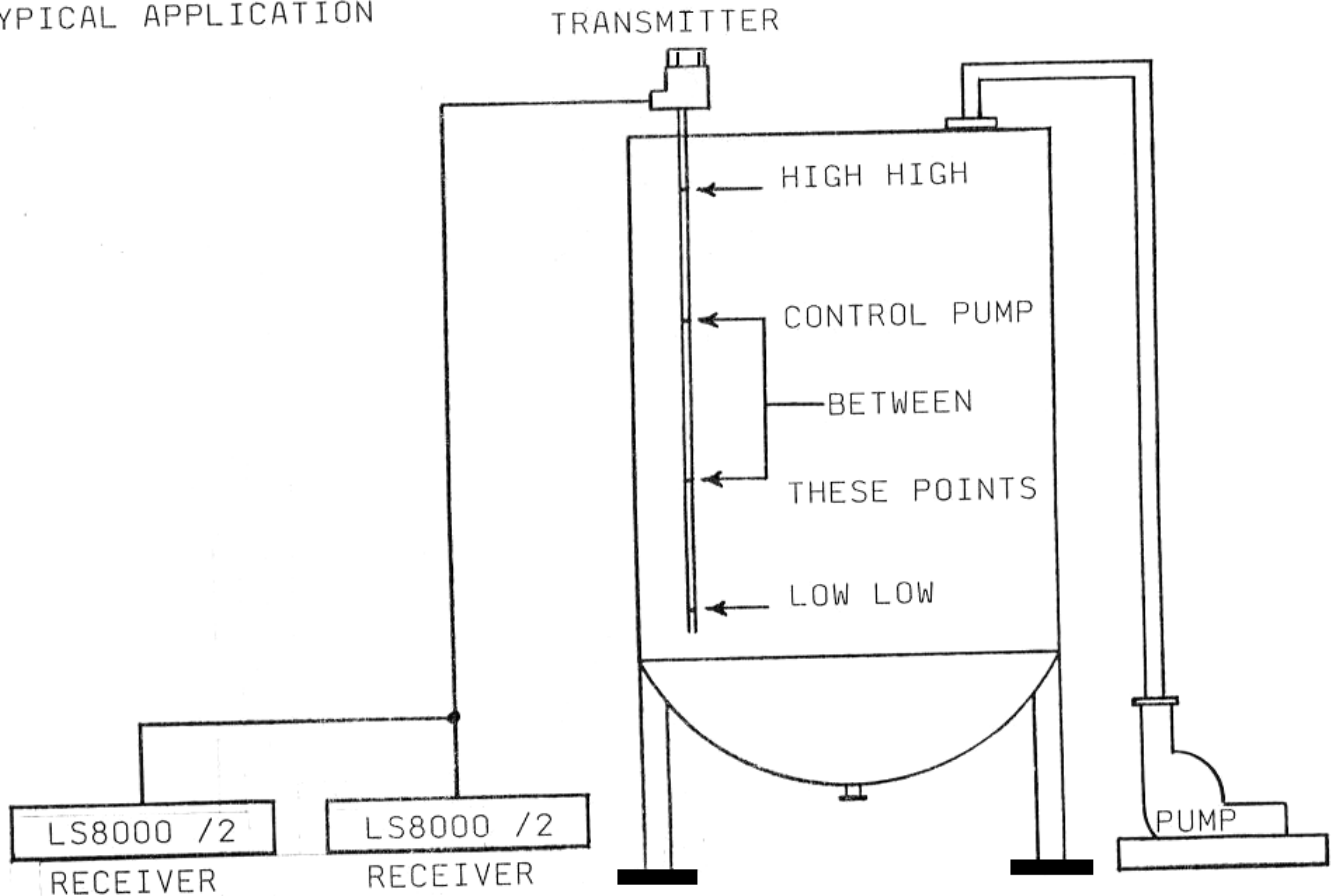 YPICAL APPLICATION
TRANSMITTER
HIGH HIGH
CONTROL PUMP
BETWEEN
THESE POINTS
LOW LOW
LS8000 /2
RECEIVER
LS8000 /2
RECEIVER
PUMP